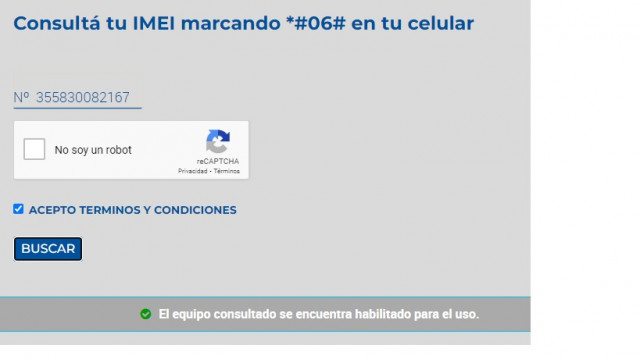 Consultá tu IMEI marcando *#06# en tu celular
Nº 355830082167
No soy un robot
reCAPTCHA
Privacidad - Términos
ACEPTO TERMINOS Y CONDICIONES
BUSCAR
El equipo consultado se encuentra habilitado para el uso.